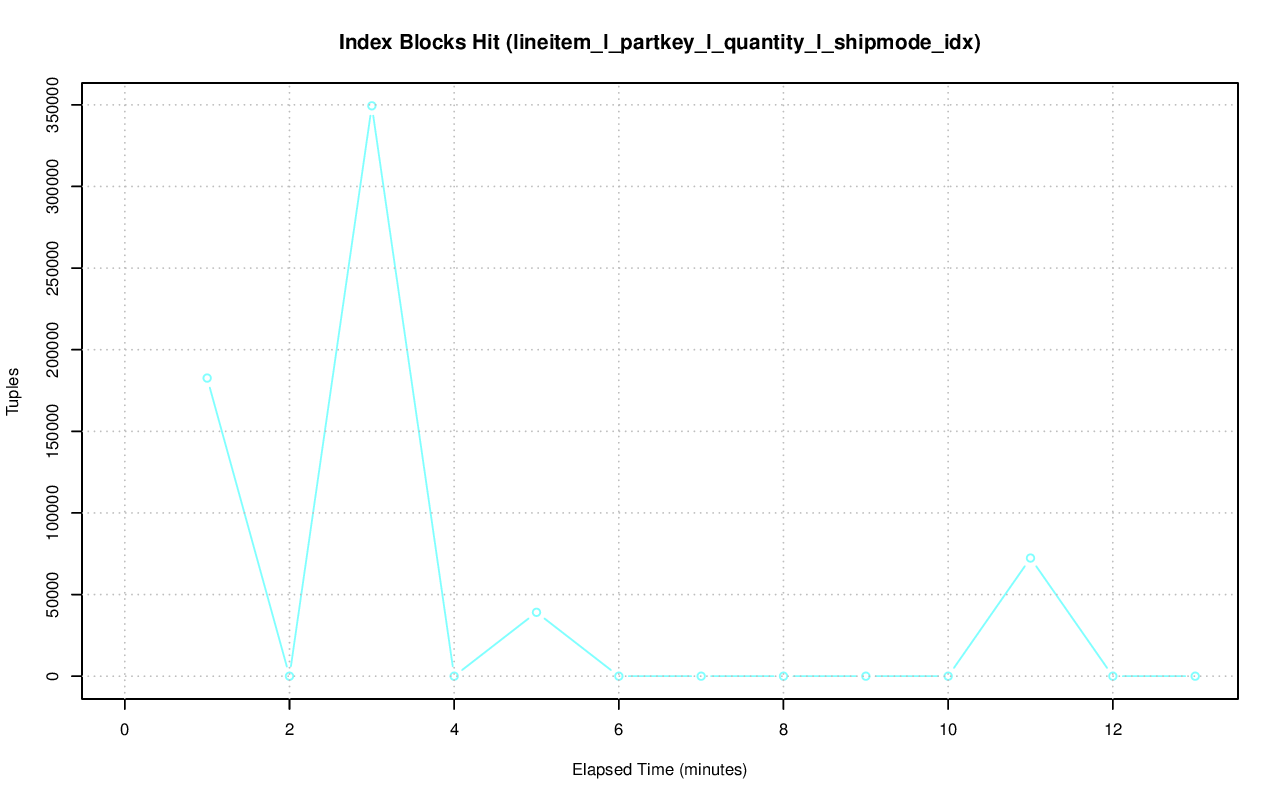 Index Blocks Hit (lineitem_l_partkey_l_quantity_l_shipmode_idx)
350000
300000
250000
200000
150000
100000
50000
0
Tuples
0 2 4 6 8 10 12
Elapsed Time (minutes)